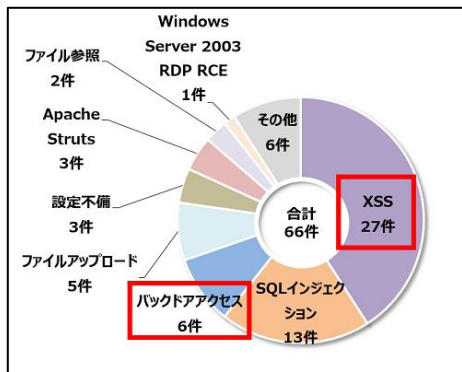 Windows
Server 2003
RDP RCE
1件
ファイル参照
2件
Apache
Struts
3件
設定不備
3件
ファイルアップロード
5件
バックドアアクセス
6件
SQLインジェク
ション
13件
XSS
27件
その他
6件
合計
66件